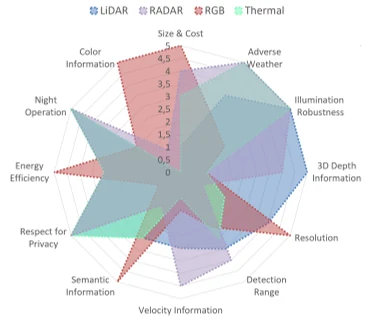 LiDAR RADAR RGB Thermal
Size & Cost
5
4,5
4
3,5
3
2,5
2
1,5
1
0,5
0
Adverse
Weather
Illumination
Robustness
3D Depth
Information
Resolution
Detection
Range
Velocity Information
Semantic
Information
Respect for
Privacy
Energy
Efficiency
Night
Operation
Color
Information